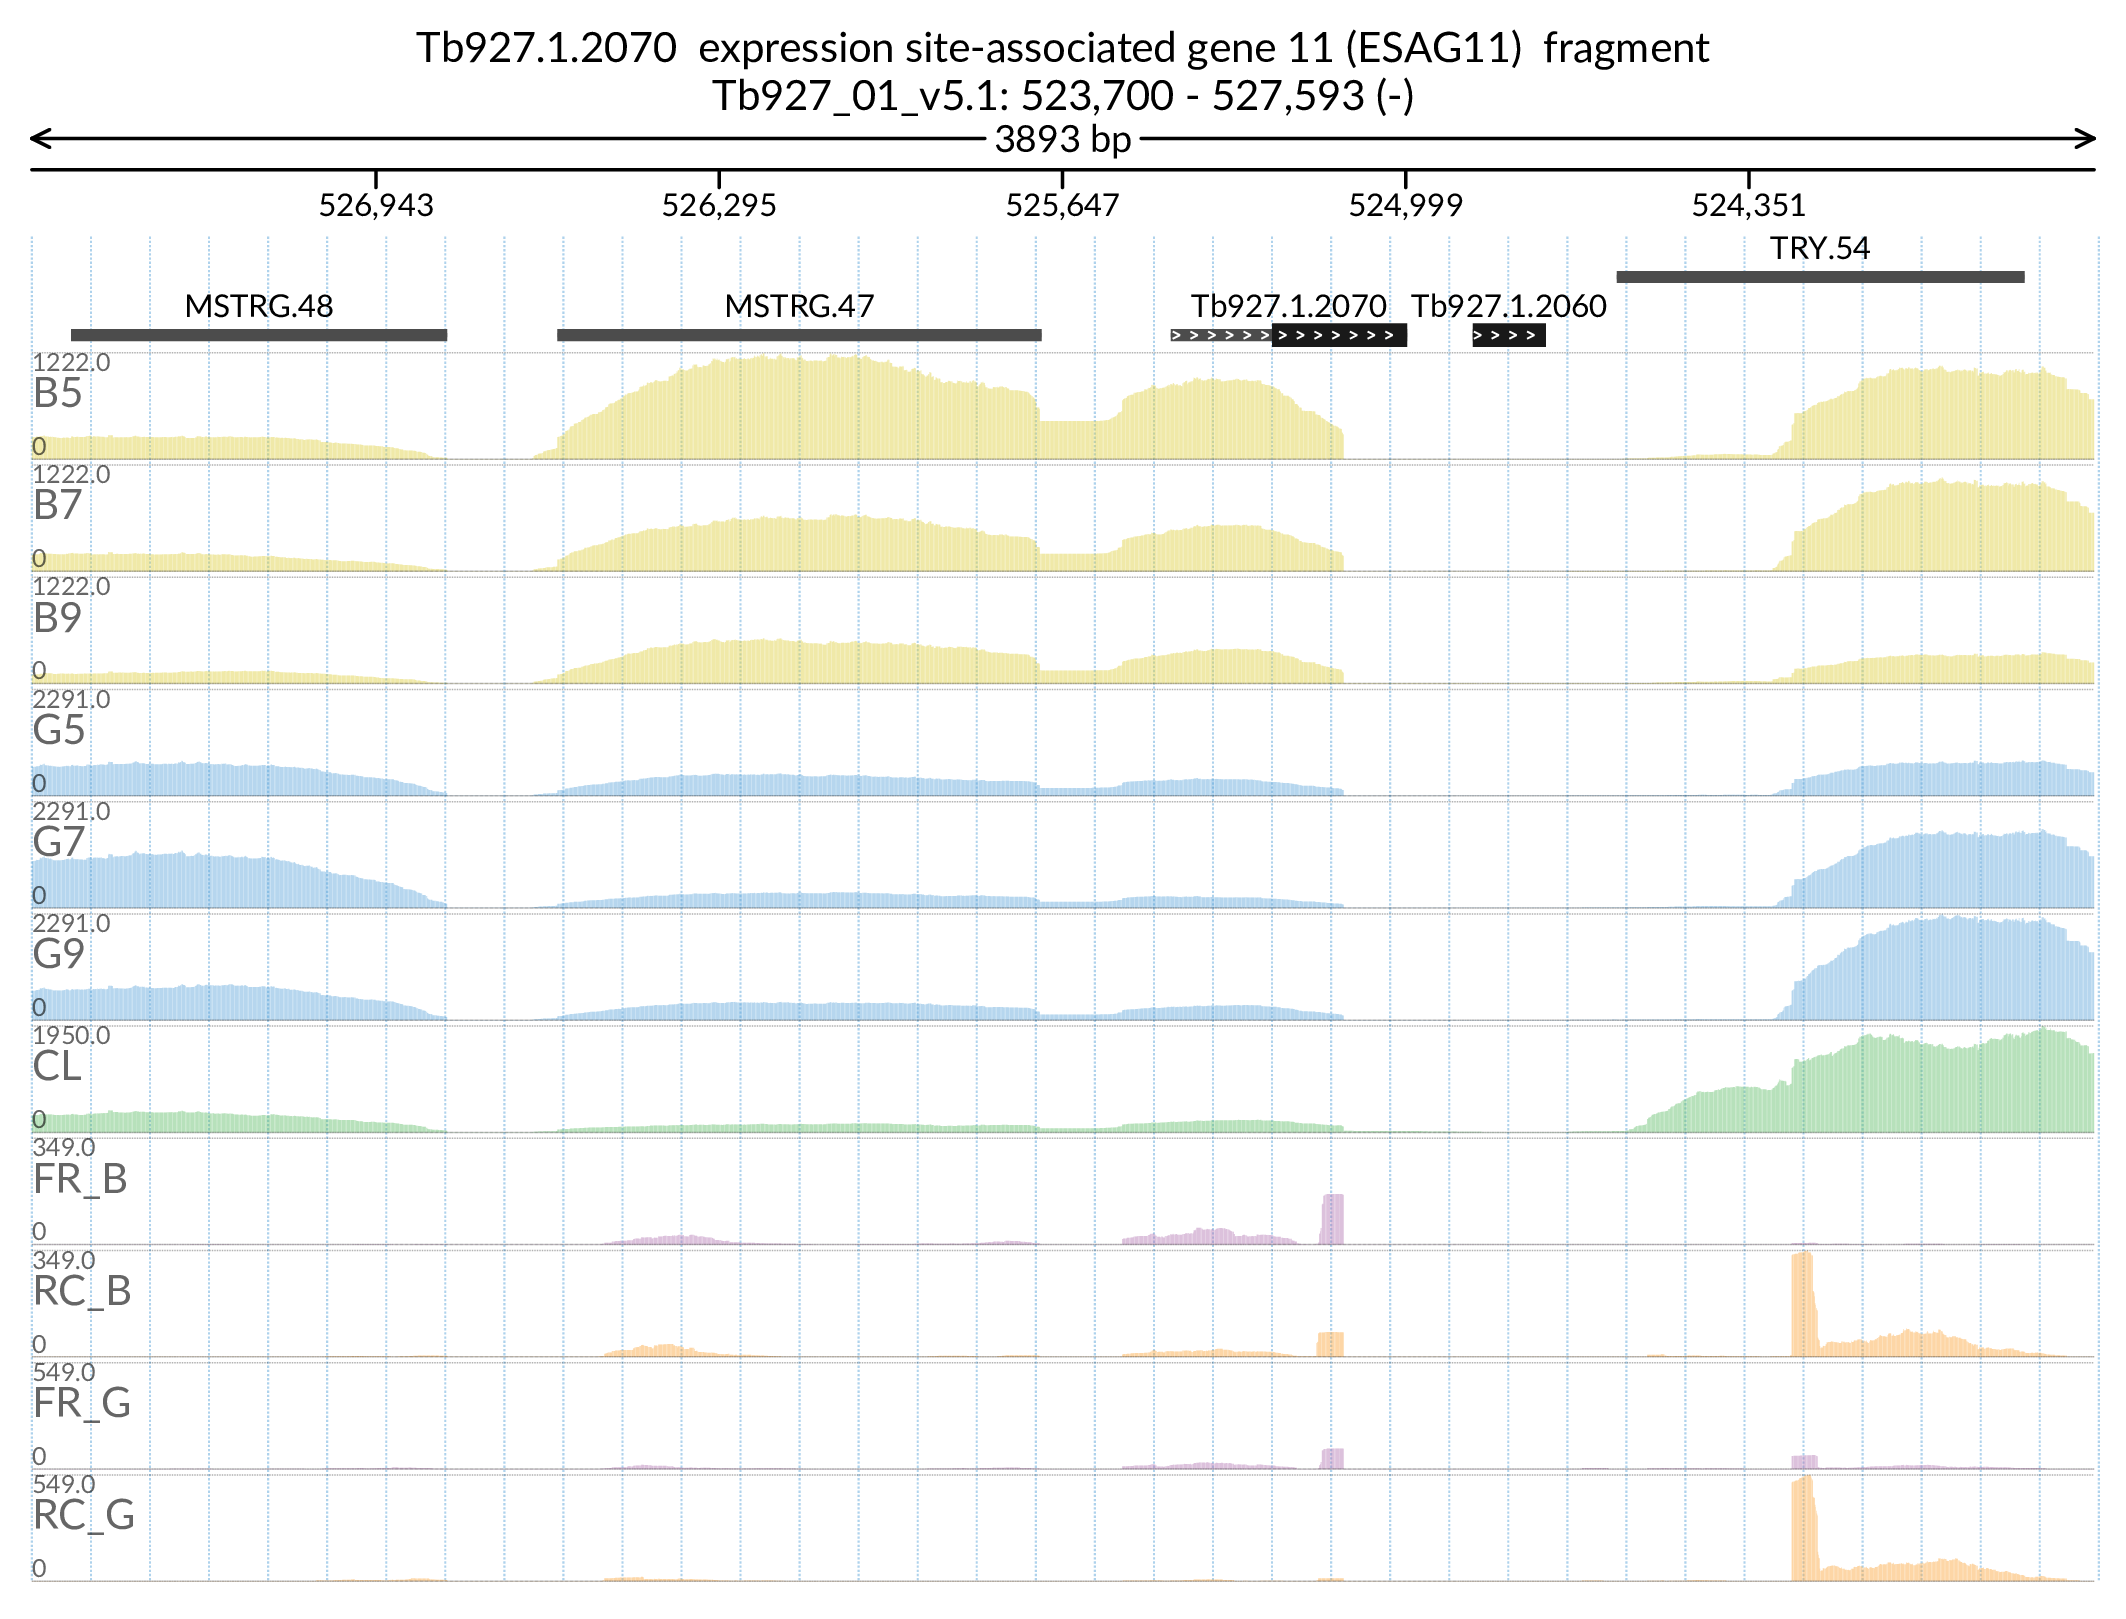 Tb927.1.2070  expression site-associated gene 11 (ESAG11)  fragment
Tb927_01_v5.1: 523,700 - 527,593 (-)
3893 bp
526,943 526,295 525,647 524,999 524,351
TRY.54
MSTRG.48 MSTRG.47 Tb927.1.2070 Tb927.1.2060
1222.0
B5
0
1222.0
B7
0
1222.0
B9
0
2291.0
G5
0
2291.0
G7
0
2291.0
G9
0
1950.0
CL
0
349.0
FR_B
0
349.0
RC_B
0
549.0
FR_G
0
549.0
RC_G
0